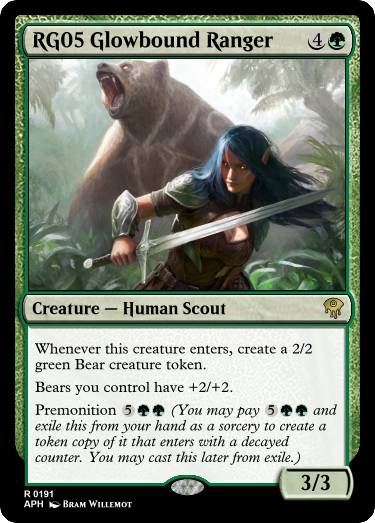 RG05 Glowbound Ranger 4
Creature — Human Scout
Whenever this creature enters, create a 2/2
green Bear creature token.
Bears you control have +2/+2.
Premonition 5 (You may pay 5 and
exile this from your hand as a sorcery to create a
token copy of it that enters with a decayed
counter. You may cast this later from exile.)
3/3
R 0191
APH Bram Willemot